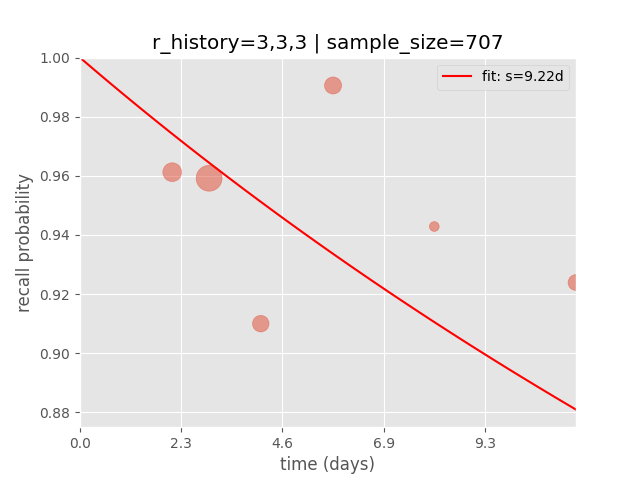 r_history=3,3,3 | sample_size=707
fit: s=9.22d
1.00
0.98
0.96
0.94
0.92
0.90
0.88
recall probability
0.0 2.3 4.6 6.9 9.3
time (days)